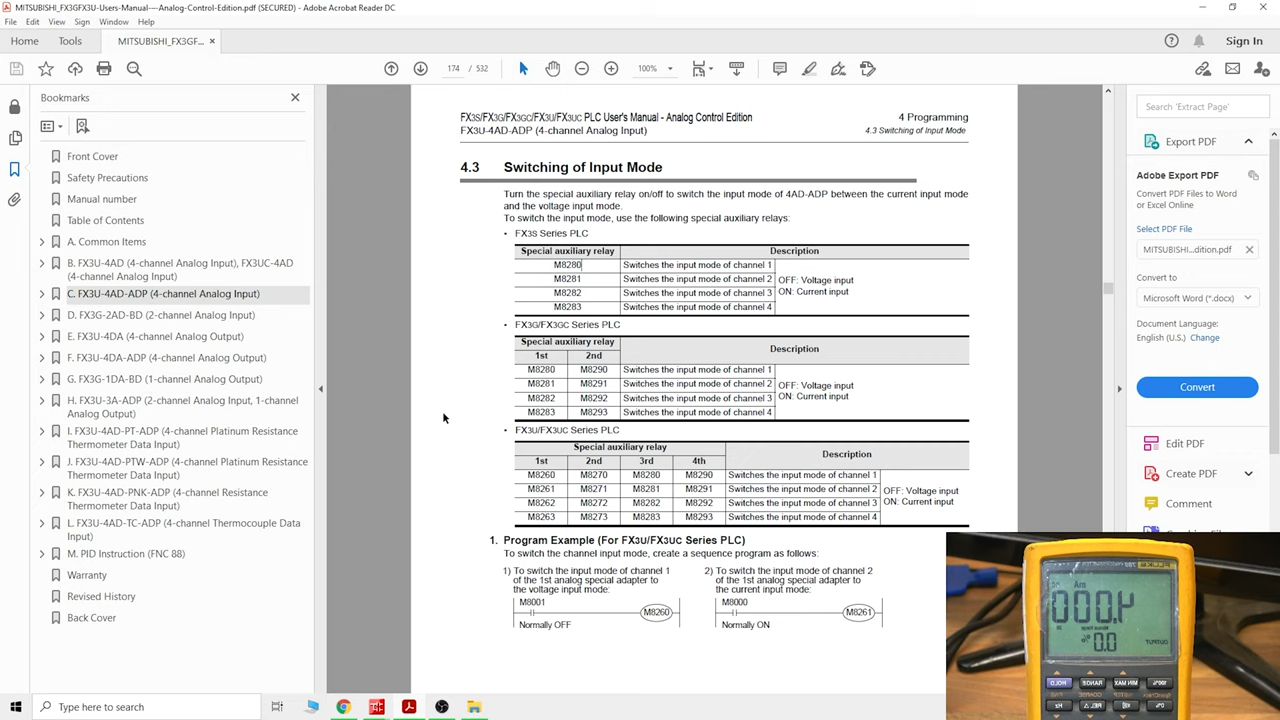 MITSUBISHI_FX3GFX3U-Users-Manual----Analog-Control-Edition.pdf (SECURED) - Adobe Acrobat Reader DC
File Edit View Sign Window Help
Home Tools MITSUBISHI_FX3GF... × Sign In
174 / 532 100%
Bookmarks
Front Cover
Safety Precautions
Manual number
Table of Contents
A. Common Items
B. FX3U-4AD (4-channel Analog Input), FX3UC-4AD
(4-channel Analog Input)
C. FX3U-4AD-ADP (4-channel Analog Input)
D. FX3G-2AD-BD (2-channel Analog Input)
E. FX3U-4DA (4-channel Analog Output)
F. FX3U-4DA-ADP (4-channel Analog Output)
G. FX3G-1DA-BD (1-channel Analog Output)
H. FX3U-3A-ADP (2-channel Analog Input, 1-channel
Analog Output)
I. FX3U-4AD-PT-ADP (4-channel Platinum Resistance
Thermometer Data Input)
J. FX3U-4AD-PTW-ADP (4-channel Platinum Resistance
Thermometer Data Input)
K. FX3U-4AD-PNK-ADP (4-channel Resistance
Thermometer Data Input)
L. FX3U-4AD-TC-ADP (4-channel Thermocouple Data
Input)
M. PID Instruction (FNC 88)
Warranty
Revised History
Back Cover
FX3S/FX3G/FX3GC/FX3U/FX3UC PLC User's Manual - Analog Control Edition 4 Programming
FX3U-4AD-ADP (4-channel Analog Input) 4.3 Switching of Input Mode
4.3 Switching of Input Mode
Turn the special auxiliary relay on/off to switch the input mode of 4AD-ADP between the current input mode
and the voltage input mode.
To switch the input mode, use the following special auxiliary relays:
• FX3S Series PLC
Special auxiliary relay Description
M8280 Switches the input mode of channel 1
M8281 Switches the input mode of channel 2
M8282 Switches the input mode of channel 3
M8283 Switches the input mode of channel 4
OFF: Voltage input
ON: Current input
• FX3G/FX3GC Series PLC
Special auxiliary relay Description
1st 2nd
M8280 M8290 Switches the input mode of channel 1
M8281 M8291 Switches the input mode of channel 2
M8282 M8292 Switches the input mode of channel 3
M8283 M8293 Switches the input mode of channel 4
OFF: Voltage input
ON: Current input
• FX3U/FX3UC Series PLC
Special auxiliary relay Description
1st 2nd 3rd 4th
M8260 M8270 M8280 M8290 Switches the input mode of channel 1
M8261 M8271 M8281 M8291 Switches the input mode of channel 2
M8262 M8272 M8282 M8292 Switches the input mode of channel 3
M8263 M8273 M8283 M8293 Switches the input mode of channel 4
OFF: Voltage input
ON: Current input
1. Program Example (For FX3U/FX3UC Series PLC)
To switch the channel input mode, create a sequence program as follows:
1) To switch the input mode of channel 1
of the 1st analog special adapter to
the voltage input mode:
M8001
M8260
Normally OFF
2) To switch the input mode of channel 2
of the 1st analog special adapter to
the current input mode:
M8000
M8261
Normally ON
Search 'Extract Page'
Export PDF
Adobe Export PDF
Convert PDF Files to Word
or Excel Online
Select PDF File
MITSUBISHI...dition.pdf ×
Convert to
Microsoft Word (*.docx)
Document Language:
English (U.S.) Change
Convert
Edit PDF
Create PDF
Comment
4.000
mA
0.0
%
OUTPUT
HOLD
RANGE
MIN MAX
100%
REL
Hz
0%
Type here to search